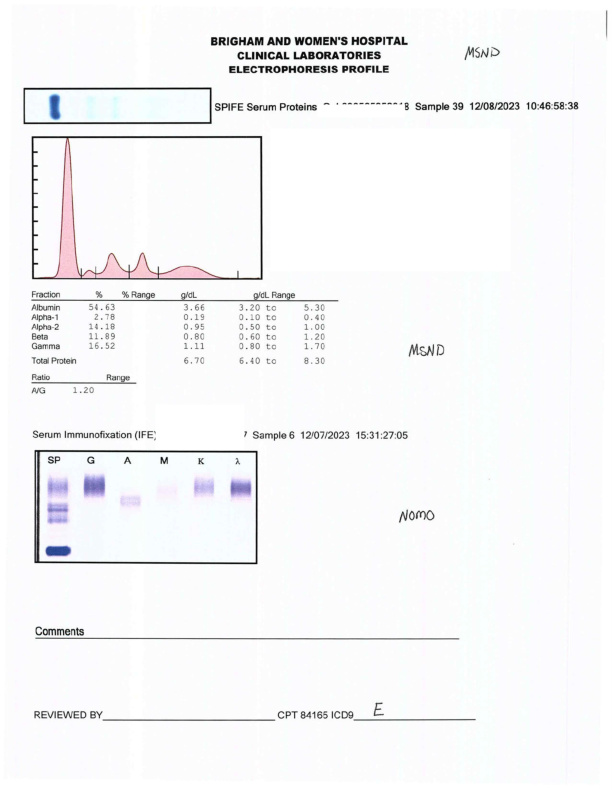 BRIGHAM AND WOMEN'S HOSPITAL
CLINICAL LABORATORIES
ELECTROPHORESIS PROFILE
MSND
SPIFE Serum Proteins 8 Sample 39 12/08/2023 10:46:58:38
Fraction % % Range g/dL g/dL Range
Albumin 54.63 3.66 3.20 to 5.30
Alpha-1 2.78 0.19 0.10 to 0.40
Alpha-2 14.18 0.95 0.50 to 1.00
Beta 11.89 0.80 0.60 to 1.20
Gamma 16.52 1.11 0.80 to 1.70
MSND
Total Protein 6.70 6.40 to 8.30
Ratio Range
A/G 1.20
Serum Immunofixation (IFE) 7 Sample 6 12/07/2023 15:31:27:05
SP G A M K λ
NOMO
Comments
REVIEWED BY CPT 84165 ICD9 E